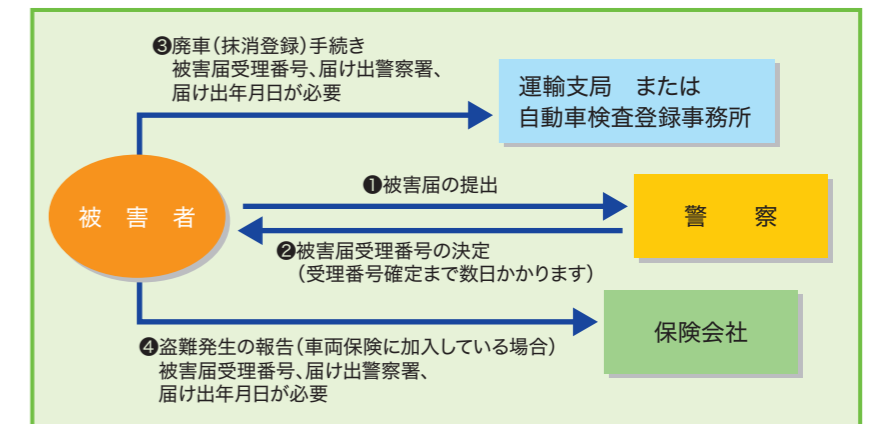 ❸廃車(抹消登録)手続き
被害届受理番号、届け出警察署、
届け出年月日が必要
運輸支局　または
自動車検査登録事務所
❶被害届の提出
被　害　者
警　　察
❷被害届受理番号の決定
(受理番号確定まで数日かかります)
保険会社
❹盗難発生の報告(車両保険に加入している場合)
被害届受理番号、届け出警察署、
届け出年月日が必要